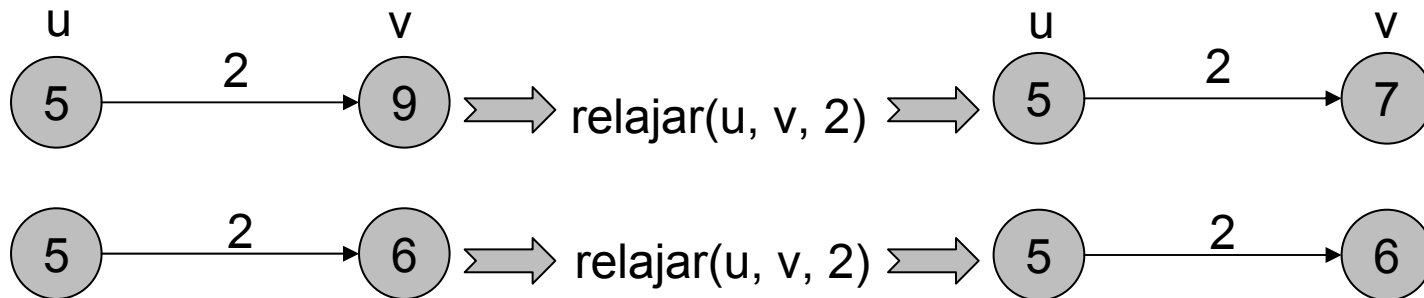 u v u v
5 2 9 relajar(u, v, 2) 5 2 7
5 2 6 relajar(u, v, 2) 5 2 6